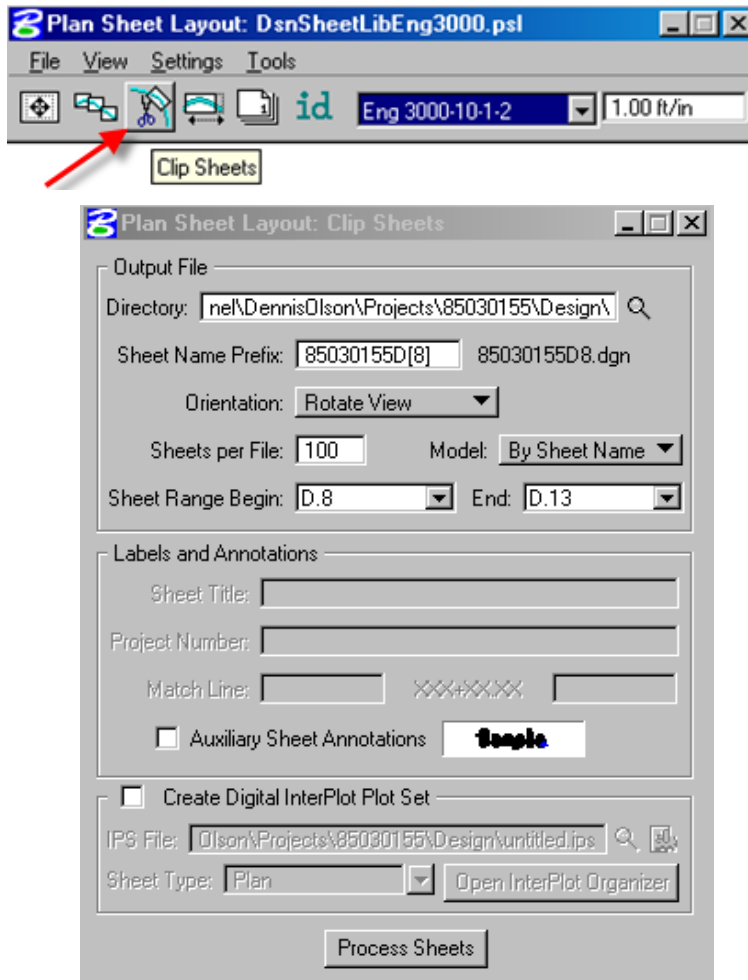 Plan Sheet Layout: DsnSheetLibEng3000.psl
File View Settings Tools
1 id Eng 3000-10-1-2 1.00 ft/in
Clip Sheets
Plan Sheet Layout: Clip Sheets
Output File
Directory: nel\DennisOlson\Projects\85030155\Design\
Sheet Name Prefix: 85030155D[8] 85030155D8.dgn
Orientation: Rotate View
Sheets per File: 100 Model: By Sheet Name
Sheet Range Begin: D.8 End: D.13
Labels and Annotations
Sheet Title:
Project Number:
Match Line: XXX+XX.XX
Auxiliary Sheet Annotations Sample
Create Digital InterPlot Plot Set
IPS File: Olson\Projects\85030155\Design\untitled.ips
Sheet Type: Plan Open InterPlot Organizer
Process Sheets